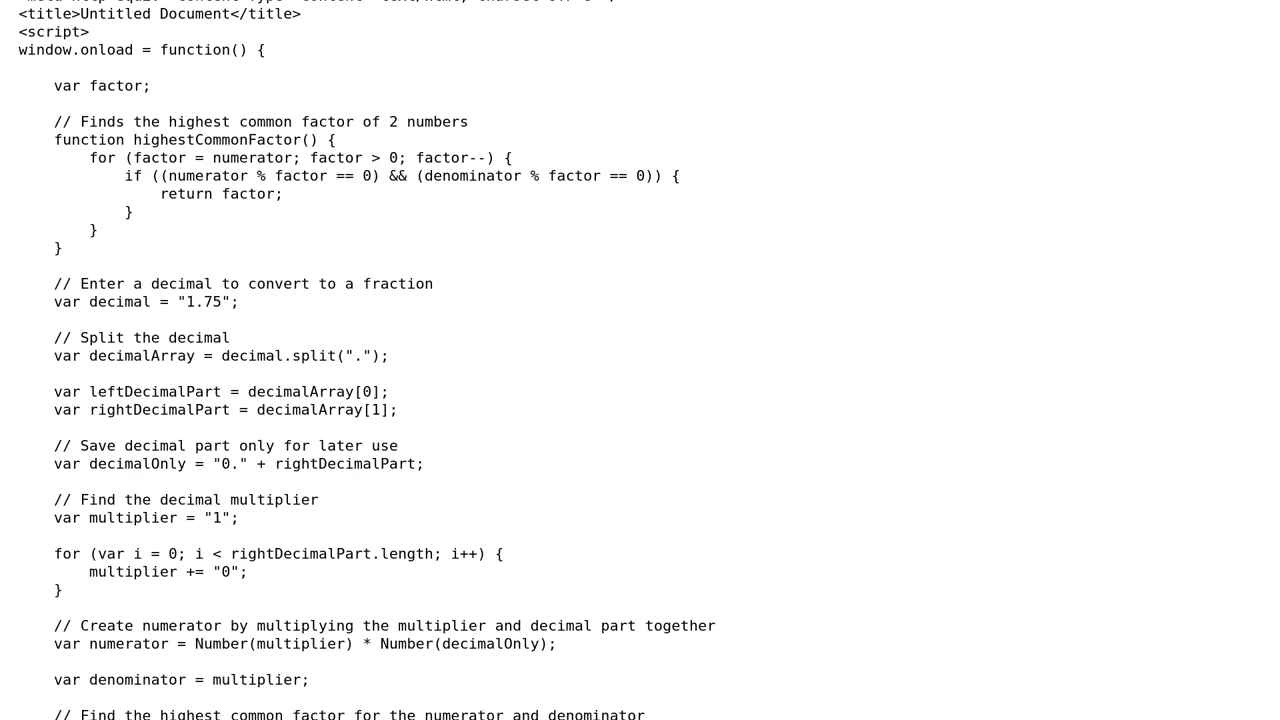 <title>Untitled Document</title>
<script>
window.onload = function() {
var factor;
// Finds the highest common factor of 2 numbers
function highestCommonFactor() {
for (factor = numerator; factor > 0; factor--) {
if ((numerator % factor == 0) && (denominator % factor == 0)) {
return factor;
}
}
}
// Enter a decimal to convert to a fraction
var decimal = "1.75";
// Split the decimal
var decimalArray = decimal.split(".");
var leftDecimalPart = decimalArray[0];
var rightDecimalPart = decimalArray[1];
// Save decimal part only for later use
var decimalOnly = "0." + rightDecimalPart;
// Find the decimal multiplier
var multiplier = "1";
for (var i = 0; i < rightDecimalPart.length; i++) {
multiplier += "0";
}
// Create numerator by multiplying the multiplier and decimal part together
var numerator = Number(multiplier) * Number(decimalOnly);
var denominator = multiplier;
// Find the highest common factor for the numerator and denominator